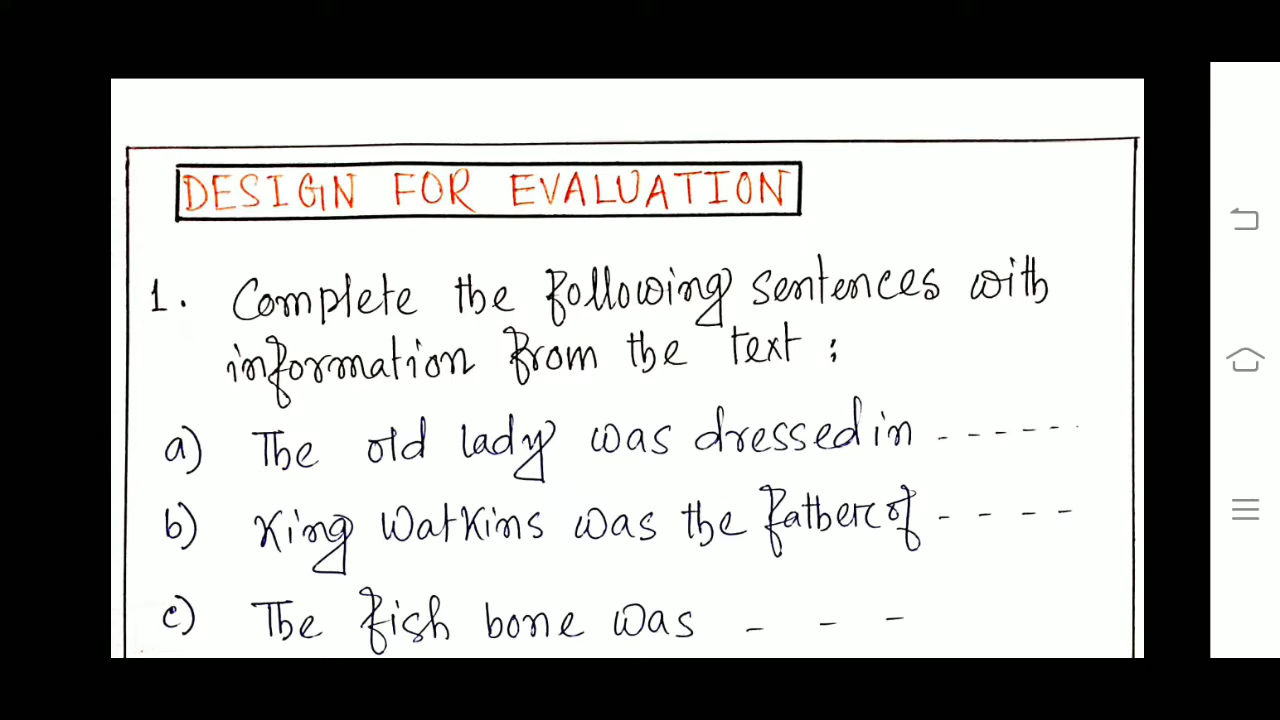 DESIGN FOR EVALUATION
1. Complete the following sentences with
information from the text :
a) The old lady was dressed in ------
b) King Watkins was the father of ----
c) The fish bone was ---